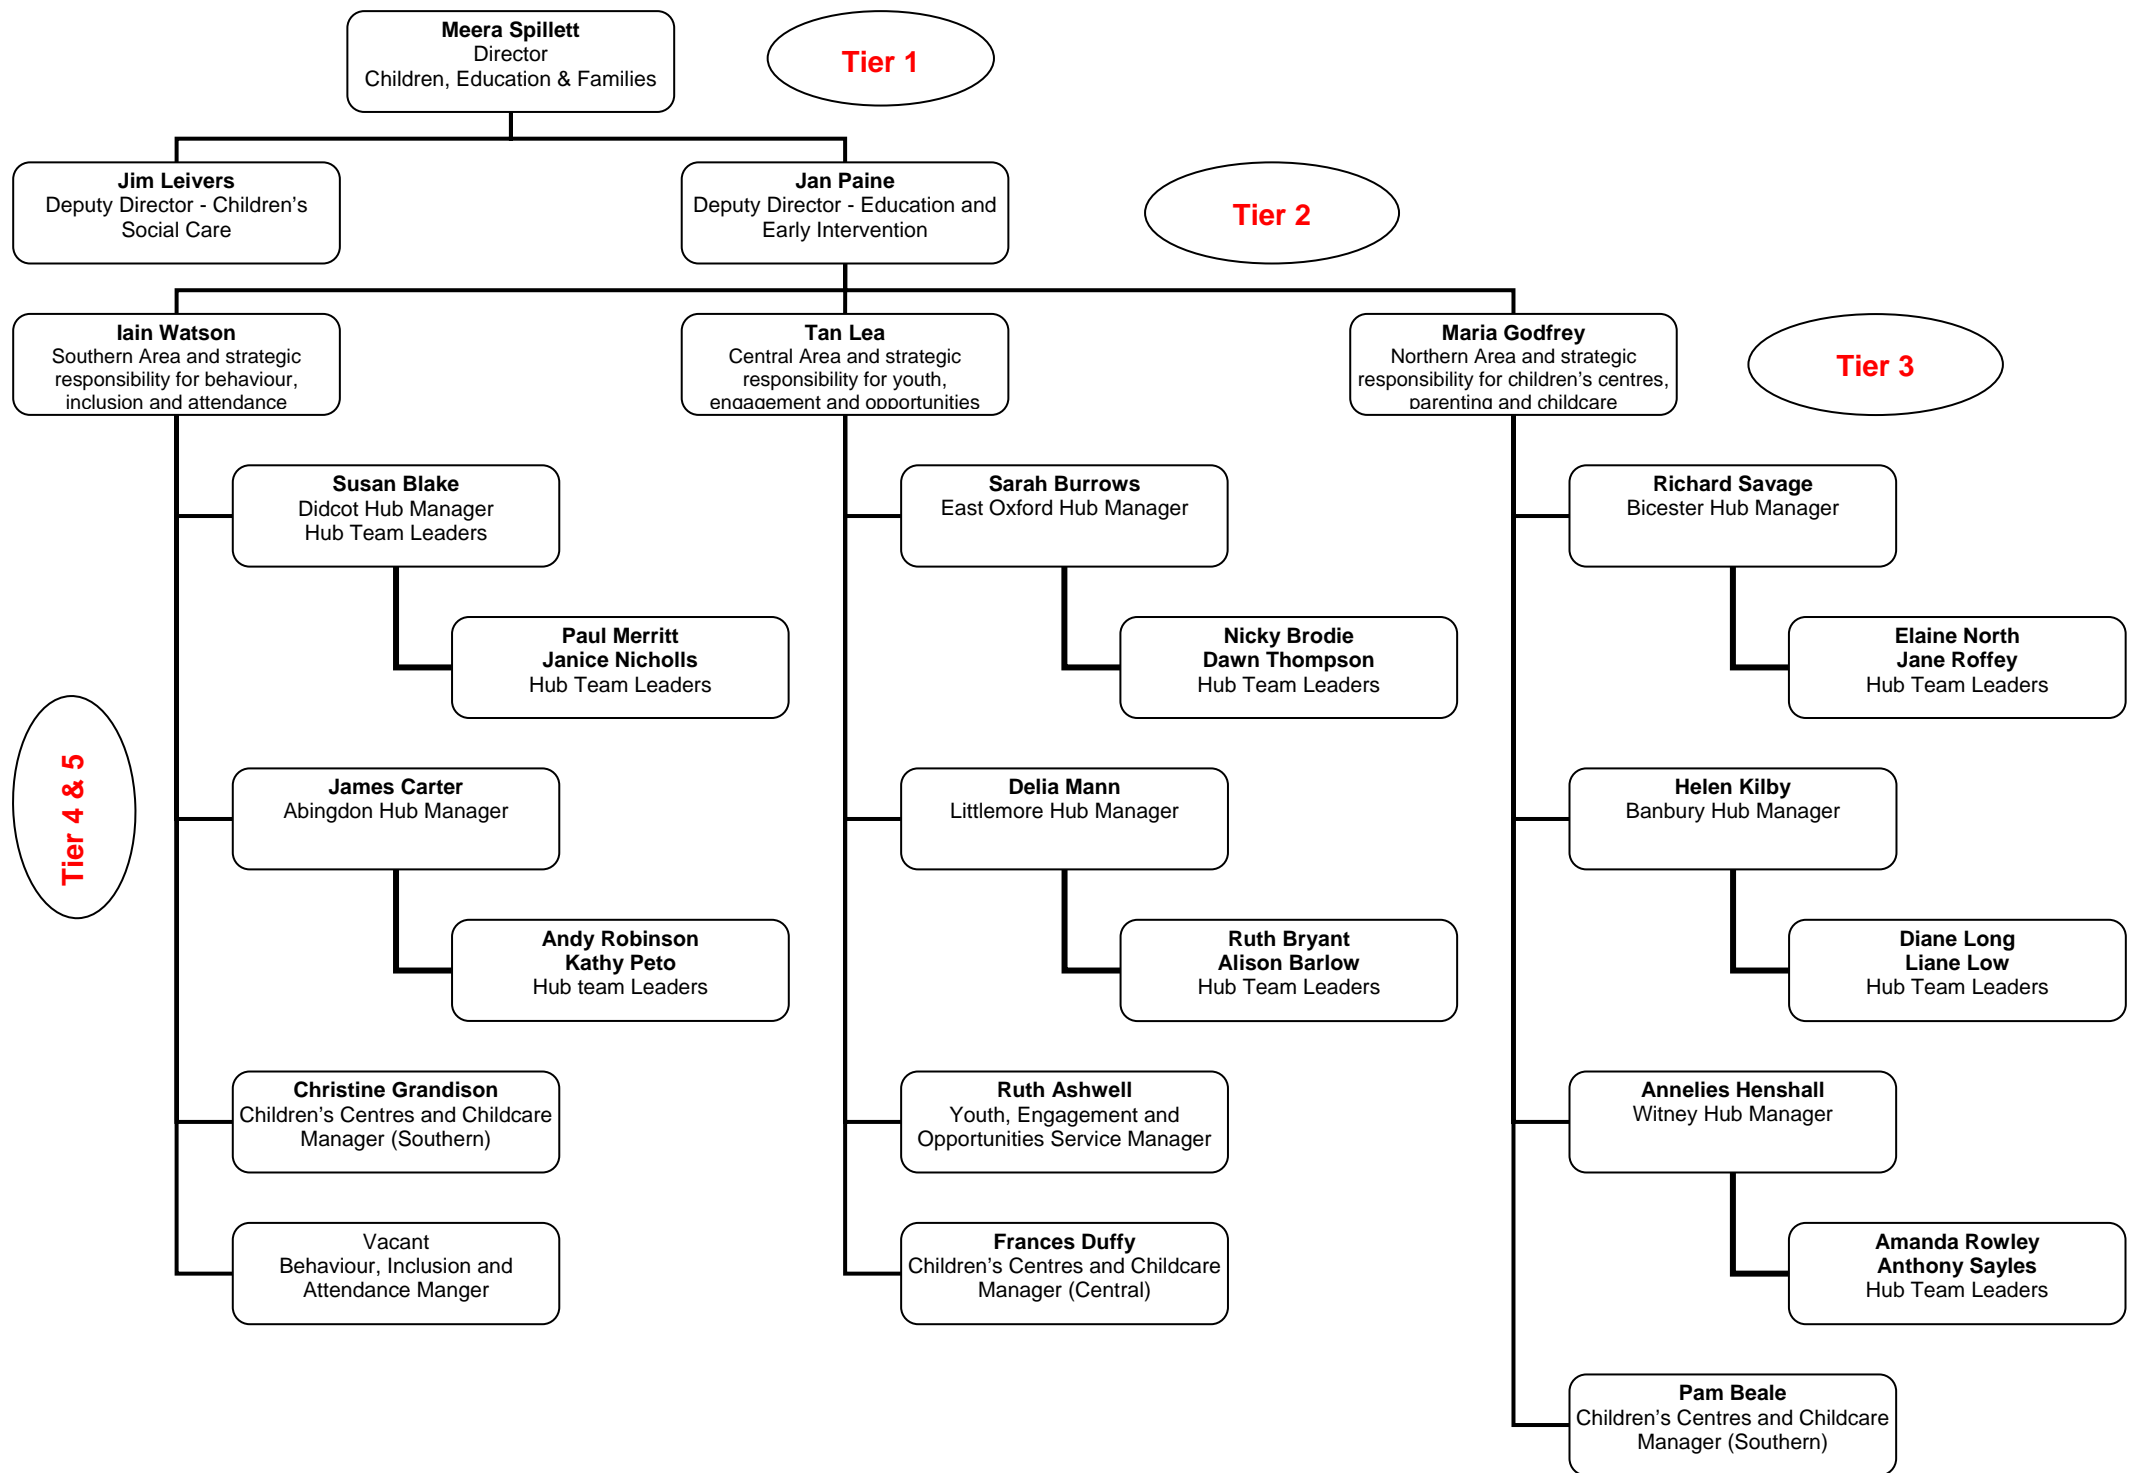 Meera Spillett
Director
Children, Education & Families
Tier 1
Jim Leivers
Deputy Director - Children’s
Social Care
Jan Paine
Deputy Director - Education and
Early Intervention
Tier 2
Iain Watson
Southern Area and strategic
responsibility for behaviour,
inclusion and attendance
Tan Lea
Central Area and strategic
responsibility for youth,
engagement and opportunities
Maria Godfrey
Northern Area and strategic
responsibility for children’s centres,
parenting and childcare
Tier 3
Susan Blake
Didcot Hub Manager
Hub Team Leaders
Sarah Burrows
East Oxford Hub Manager
Richard Savage
Bicester Hub Manager
Paul Merritt
Janice Nicholls
Hub Team Leaders
Nicky Brodie
Dawn Thompson
Hub Team Leaders
Elaine North
Jane Roffey
Hub Team Leaders
Tier 4 & 5
James Carter
Abingdon Hub Manager
Delia Mann
Littlemore Hub Manager
Helen Kilby
Banbury Hub Manager
Andy Robinson
Kathy Peto
Hub team Leaders
Ruth Bryant
Alison Barlow
Hub Team Leaders
Diane Long
Liane Low
Hub Team Leaders
Christine Grandison
Children’s Centres and Childcare
Manager (Southern)
Ruth Ashwell
Youth, Engagement and
Opportunities Service Manager
Annelies Henshall
Witney Hub Manager
Vacant
Behaviour, Inclusion and
Attendance Manger
Frances Duffy
Children’s Centres and Childcare
Manager (Central)
Amanda Rowley
Anthony Sayles
Hub Team Leaders
Pam Beale
Children’s Centres and Childcare
Manager (Southern)